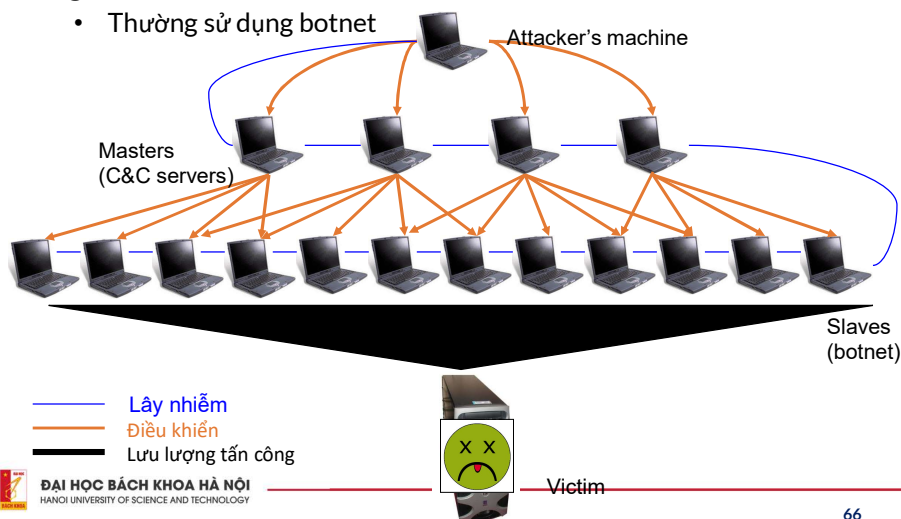 • Thường sử dụng botnet
Attacker's machine
Masters
(C&C servers)
Slaves
(botnet)
Lây nhiễm
Điều khiển
Lưu lượng tấn công
X X
Victim
ĐẠI HỌC BÁCH KHOA HÀ NỘI
HANOI UNIVERSITY OF SCIENCE AND TECHNOLOGY
66